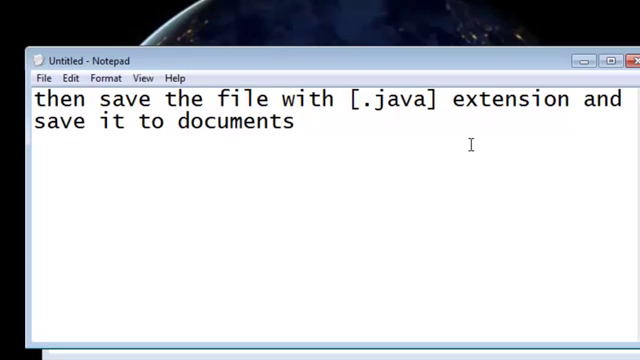 Untitled - Notepad
File Edit Format View Help
then save the file with [.java] extension and
save it to documents